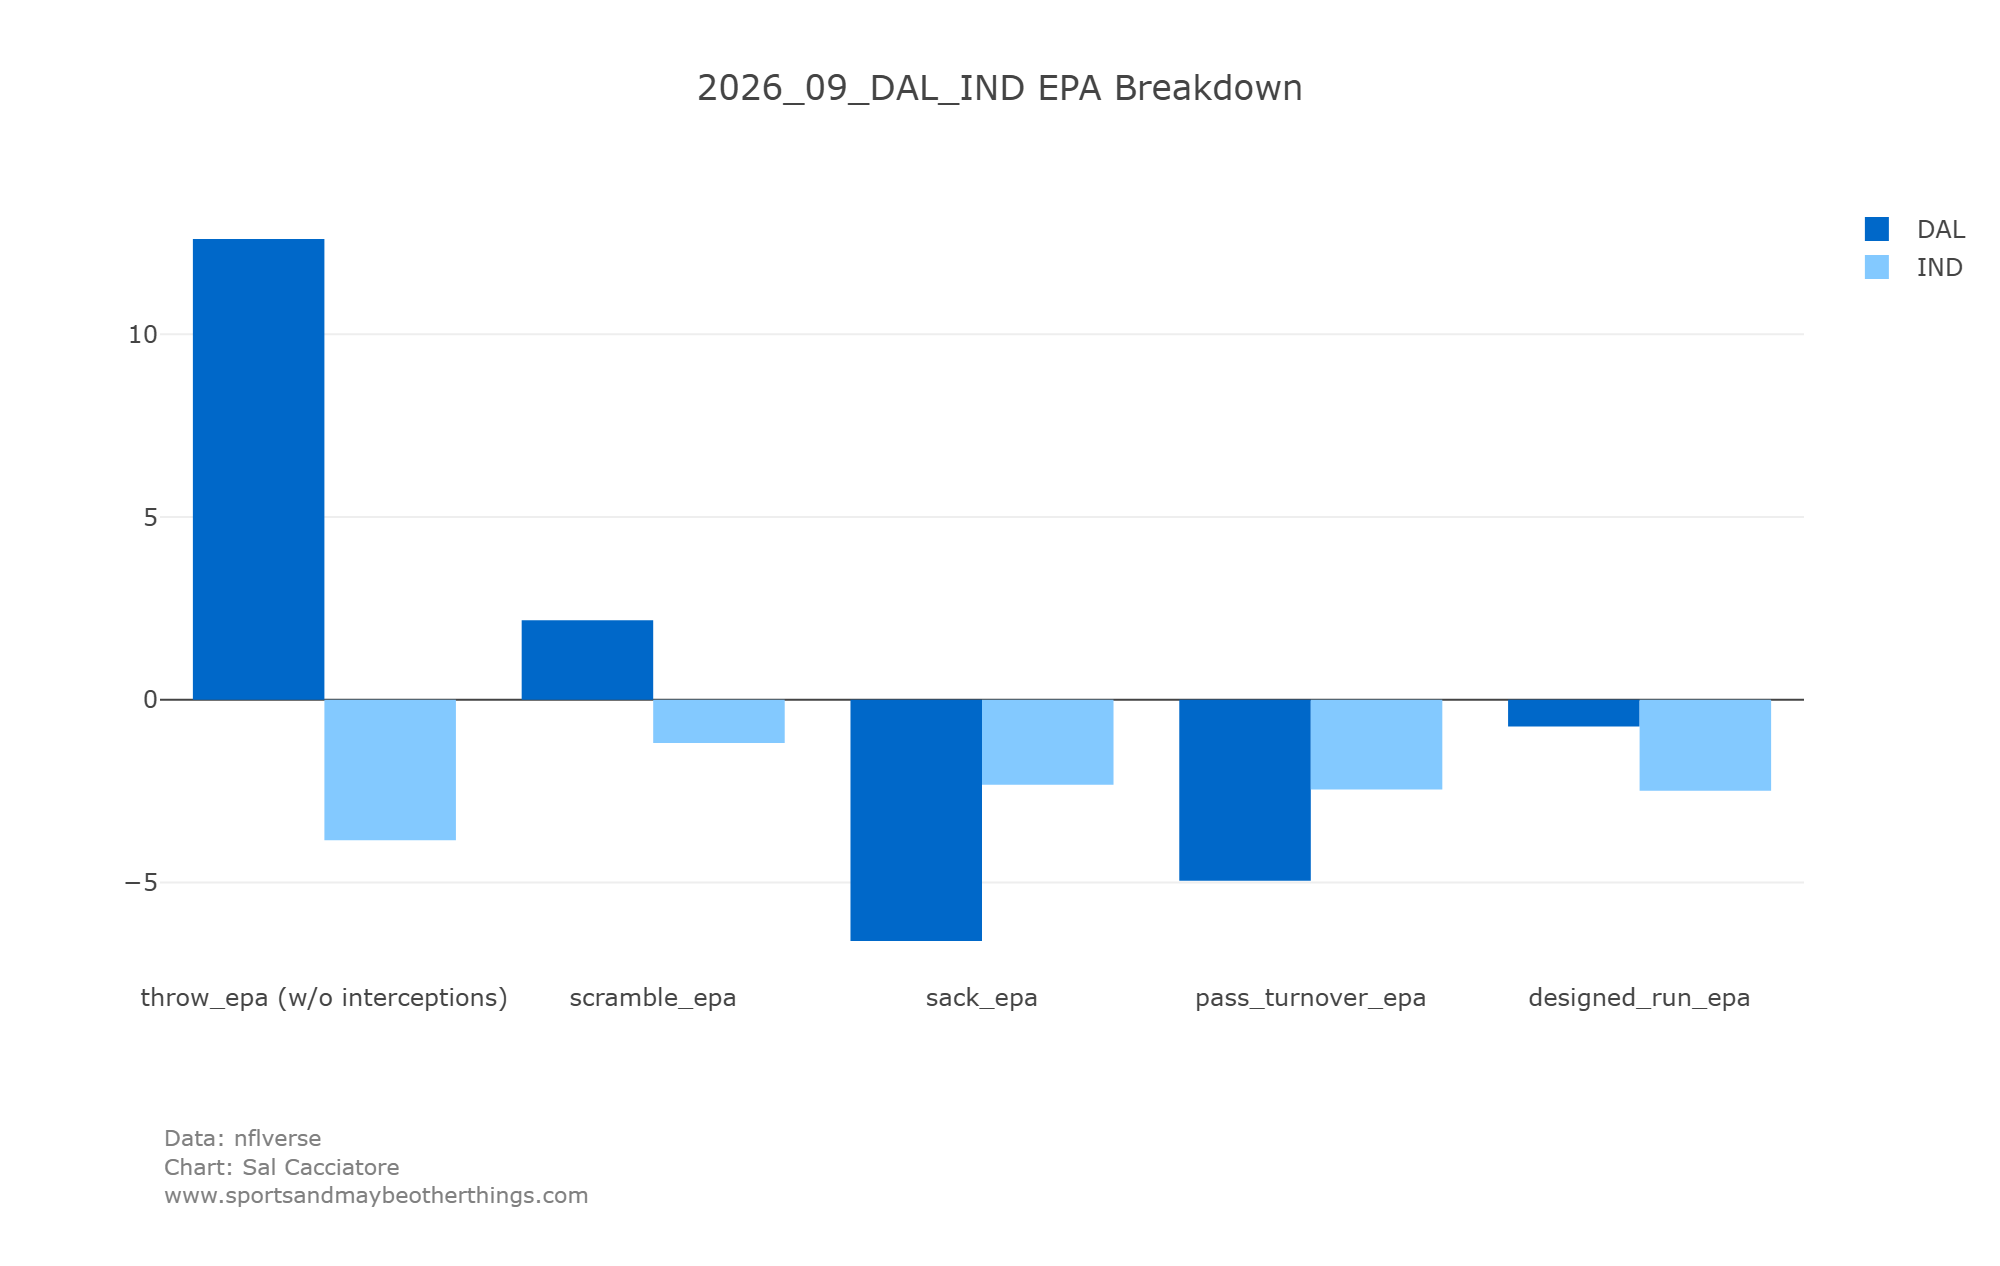 2026_09_DAL_IND EPA Breakdown
DAL
IND
10
5
0
−5
throw_epa (w/o interceptions)
scramble_epa
sack_epa
pass_turnover_epa
designed_run_epa
Data: nflverse
Chart: Sal Cacciatore
www.sportsandmaybeotherthings.com